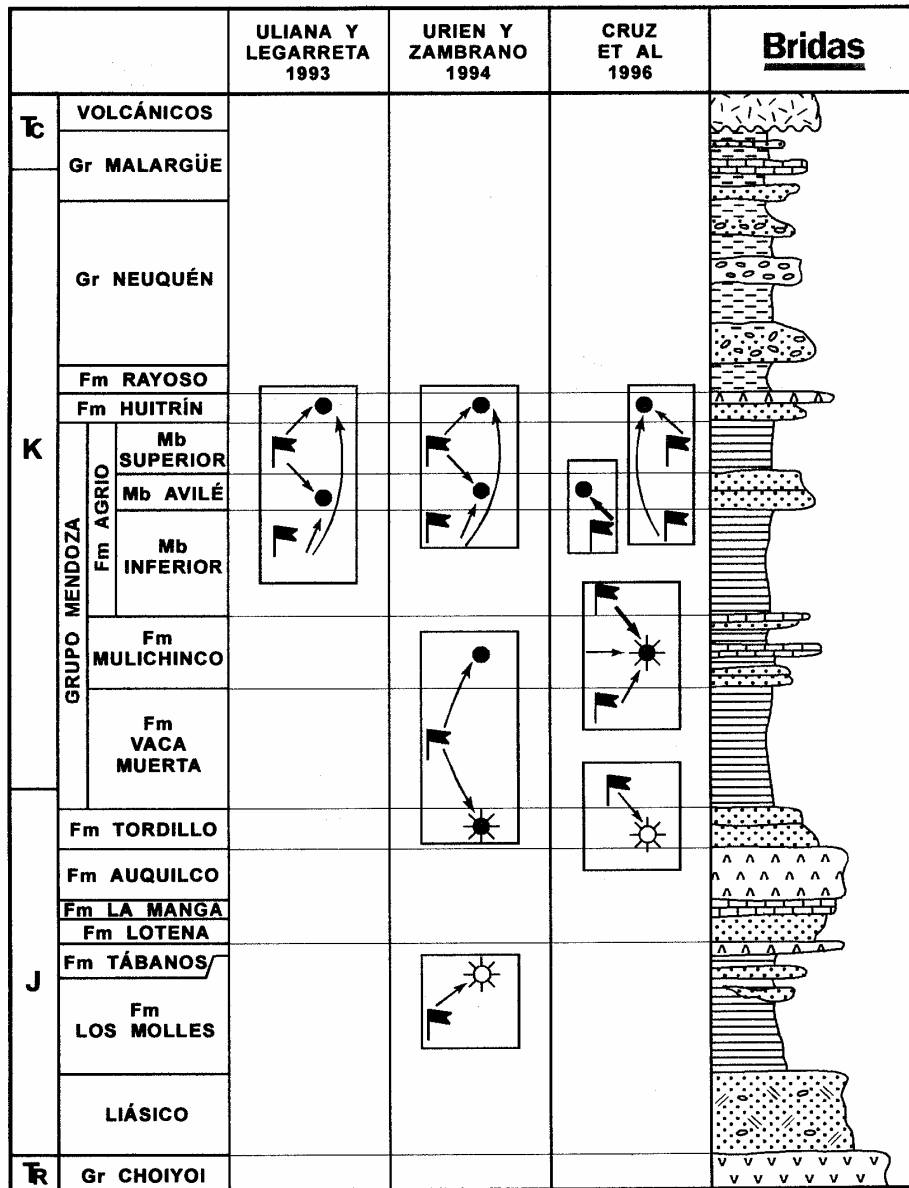 ULIANA Y
LEGARRETA
1993
URIEN Y
ZAMBRANO
1994
CRUZ
ET AL
1996
Bridas
Tc
VOLCÁNICOS
Gr MALARGÜE
Gr NEUQUÉN
Fm RAYOSO
Fm HUITRÍN
K
GRUPO MENDOZA
Fm AGRIO
Mb
SUPERIOR
Mb AVILÉ
Mb
INFERIOR
Fm
MULICHINCO
Fm
VACA
MUERTA
J
Fm TORDILLO
Fm AUQUILCO
Fm LA MANGA
Fm LOTENA
Fm TÁBANOS
Fm
LOS MOLLES
LIÁSICO
TR
Gr CHOIYOI